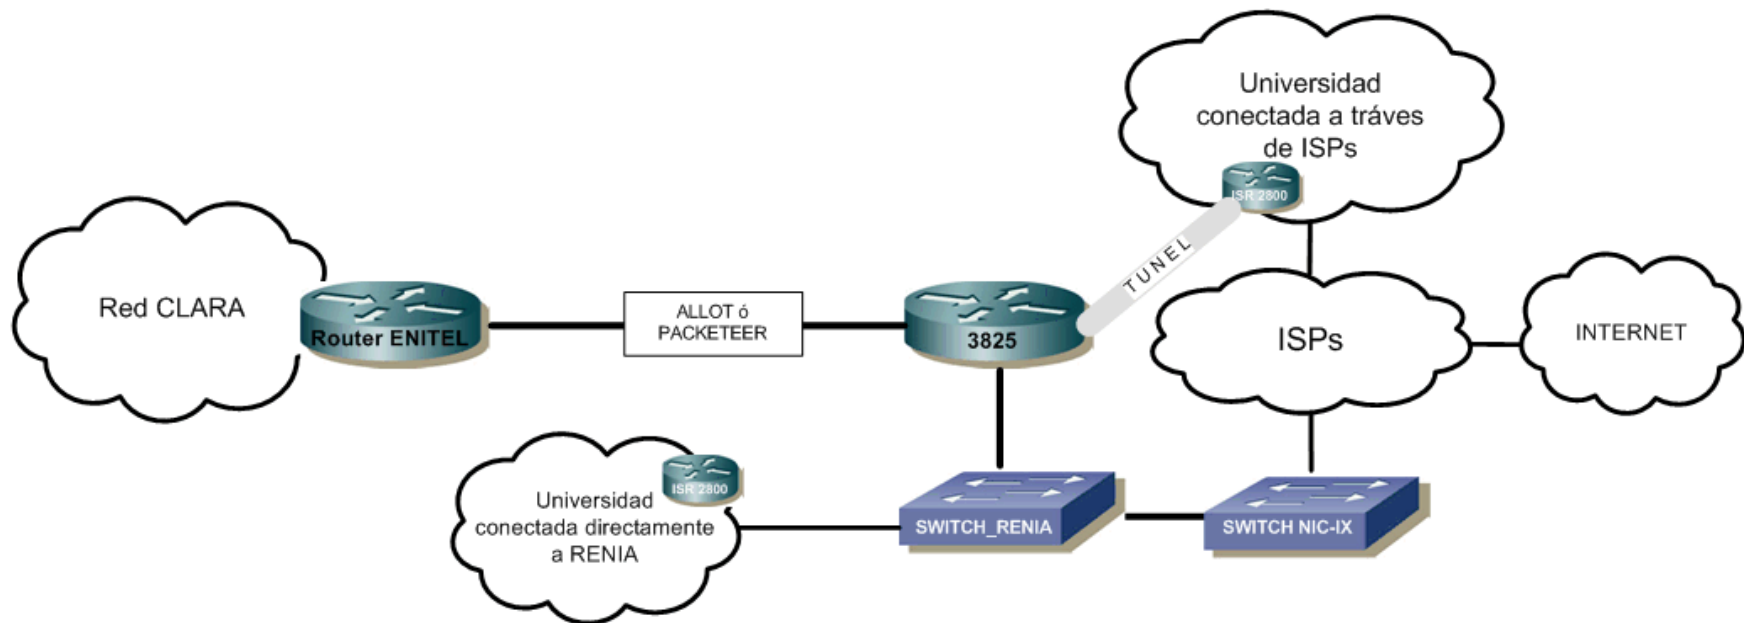 Universidad
conectada a tráves
de ISPs
ISR 2800
TUNEL
Red CLARA
Router ENITEL
ALLOT ó
PACKETEER
3825
ISPs
INTERNET
ISR 2800
Universidad
conectada directamente
a RENIA
SWITCH_RENIA
SWITCH NIC-IX